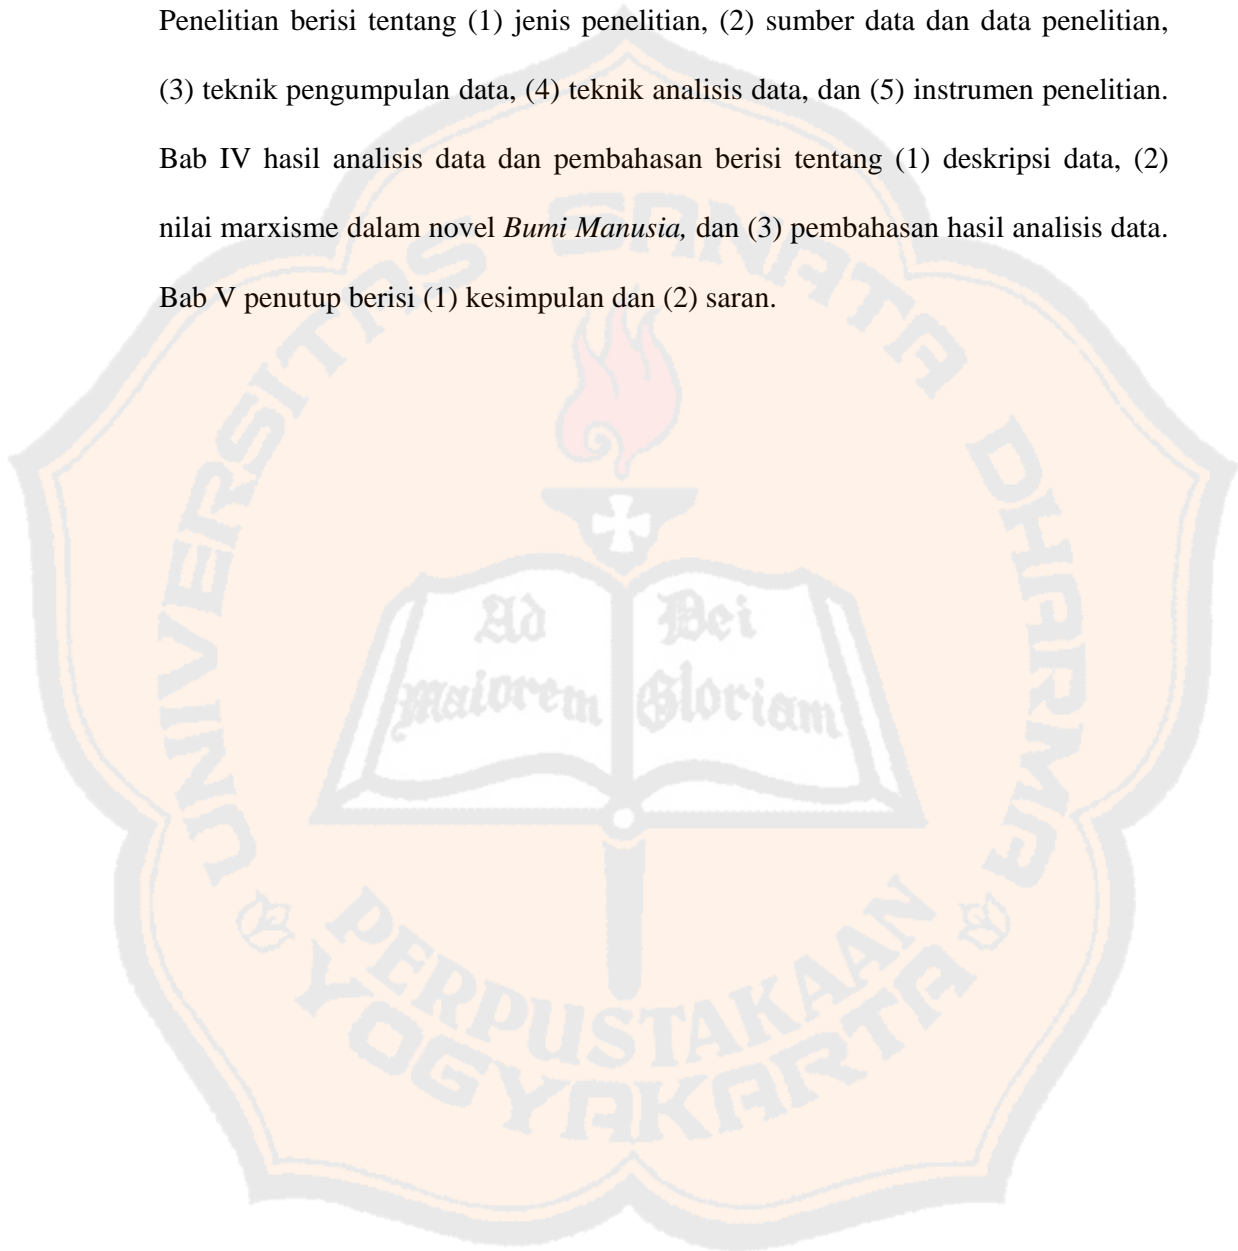 Penelitian berisi tentang (1) jenis penelitian, (2) sumber data dan data penelitian,
(3) teknik pengumpulan data, (4) teknik analisis data, dan (5) instrumen penelitian.
Bab IV hasil analisis data dan pembahasan berisi tentang (1) deskripsi data, (2)
nilai marxisme dalam novel Bumi Manusia, dan (3) pembahasan hasil analisis data.
Bab V penutup berisi (1) kesimpulan dan (2) saran.
UNIVERSITAS SANATA DHARMA
Ad Dei
Maiorem Gloriam
PERPUSTAKAAN
YOGYAKARTA